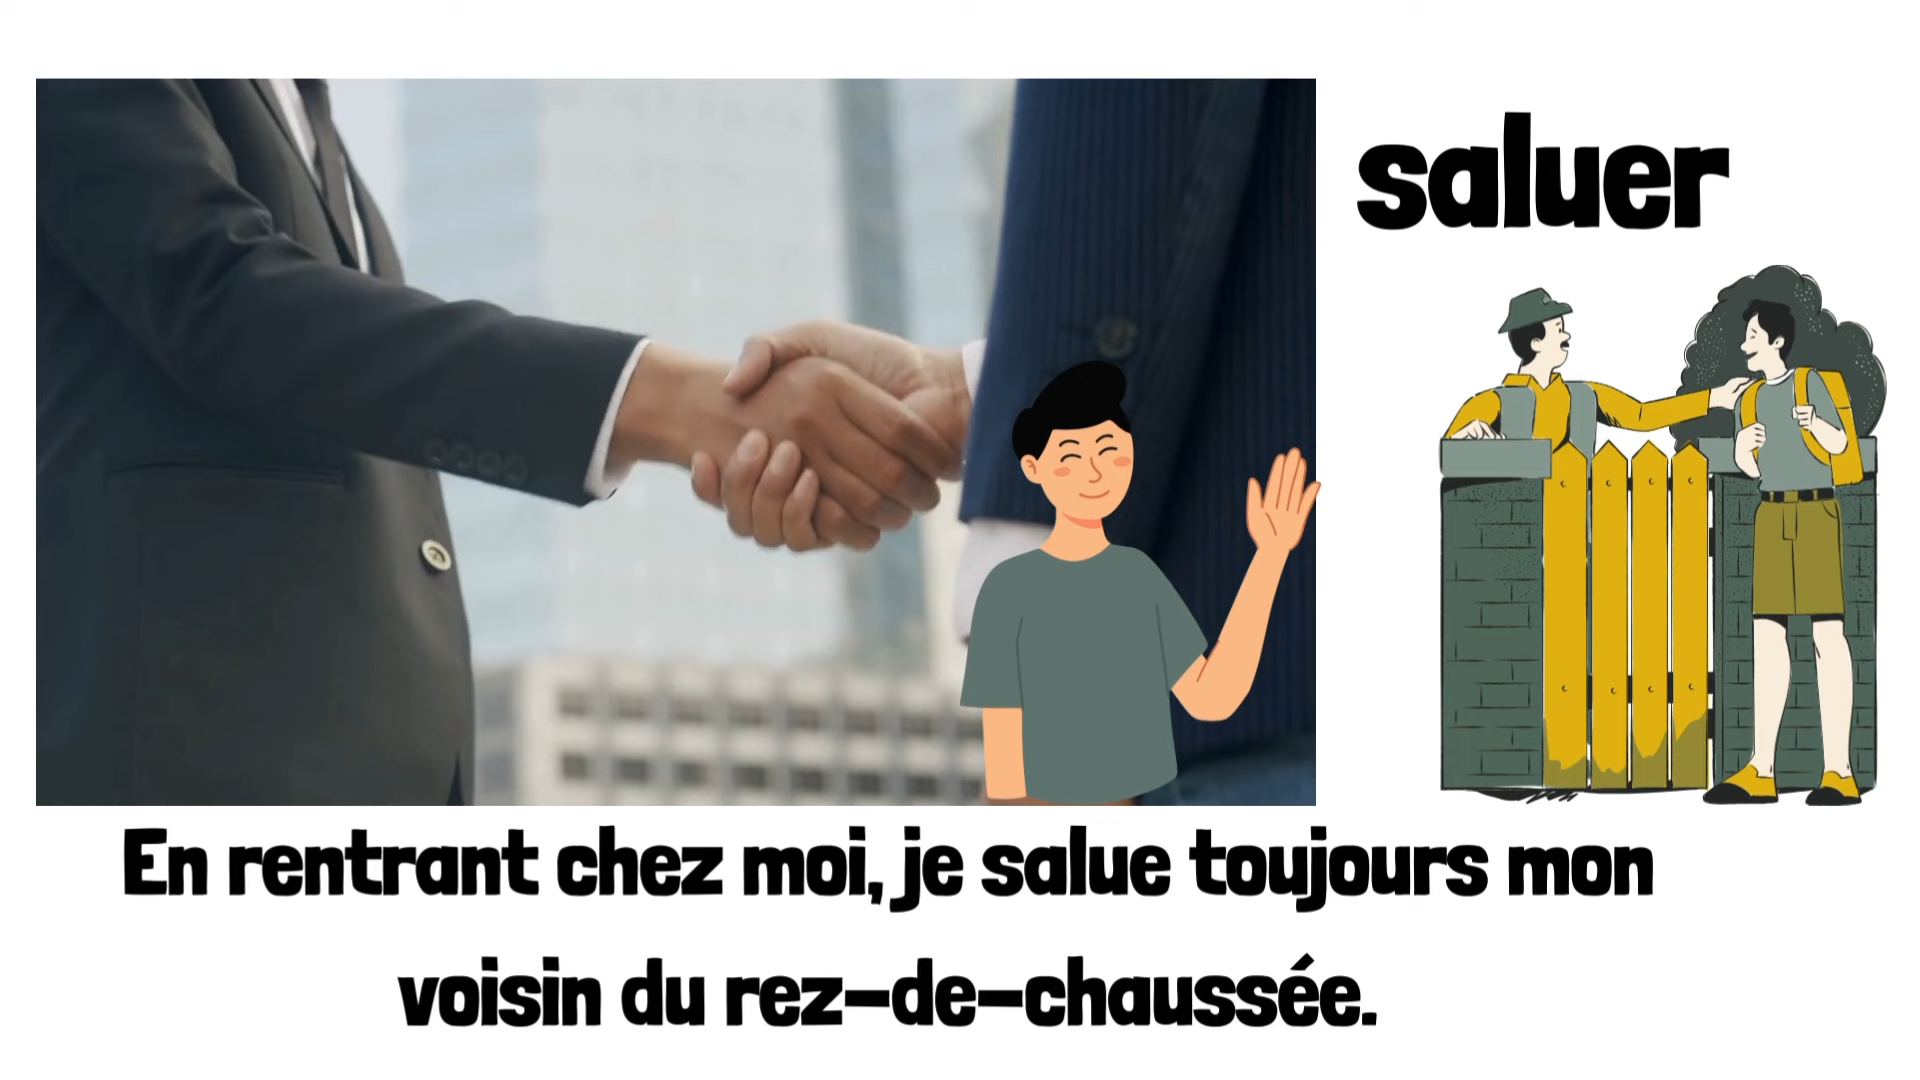 saluer
En rentrant chez moi, je salue toujours mon
voisin du rez-de-chaussée.